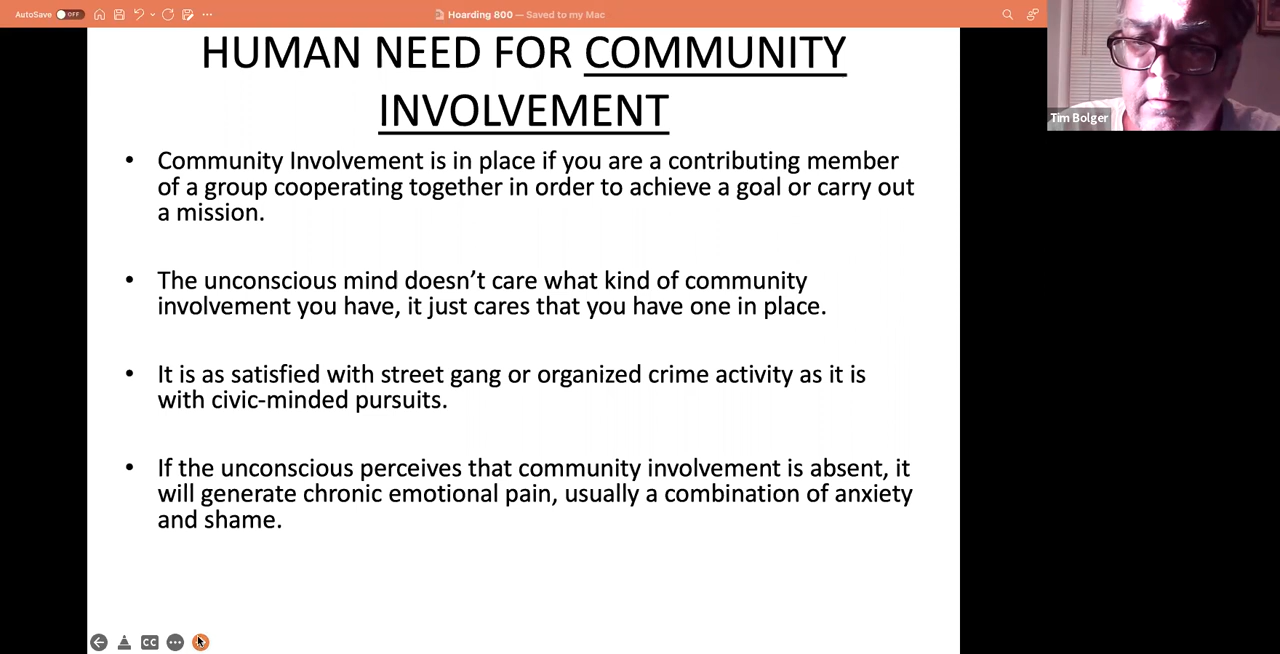 AutoSave OFF
Hoarding 800 — Saved to my Mac
HUMAN NEED FOR COMMUNITY
INVOLVEMENT
Tim Bolger
• Community Involvement is in place if you are a contributing member
of a group cooperating together in order to achieve a goal or carry out
a mission.
• The unconscious mind doesn’t care what kind of community
involvement you have, it just cares that you have one in place.
• It is as satisfied with street gang or organized crime activity as it is
with civic-minded pursuits.
• If the unconscious perceives that community involvement is absent, it
will generate chronic emotional pain, usually a combination of anxiety
and shame.
CC